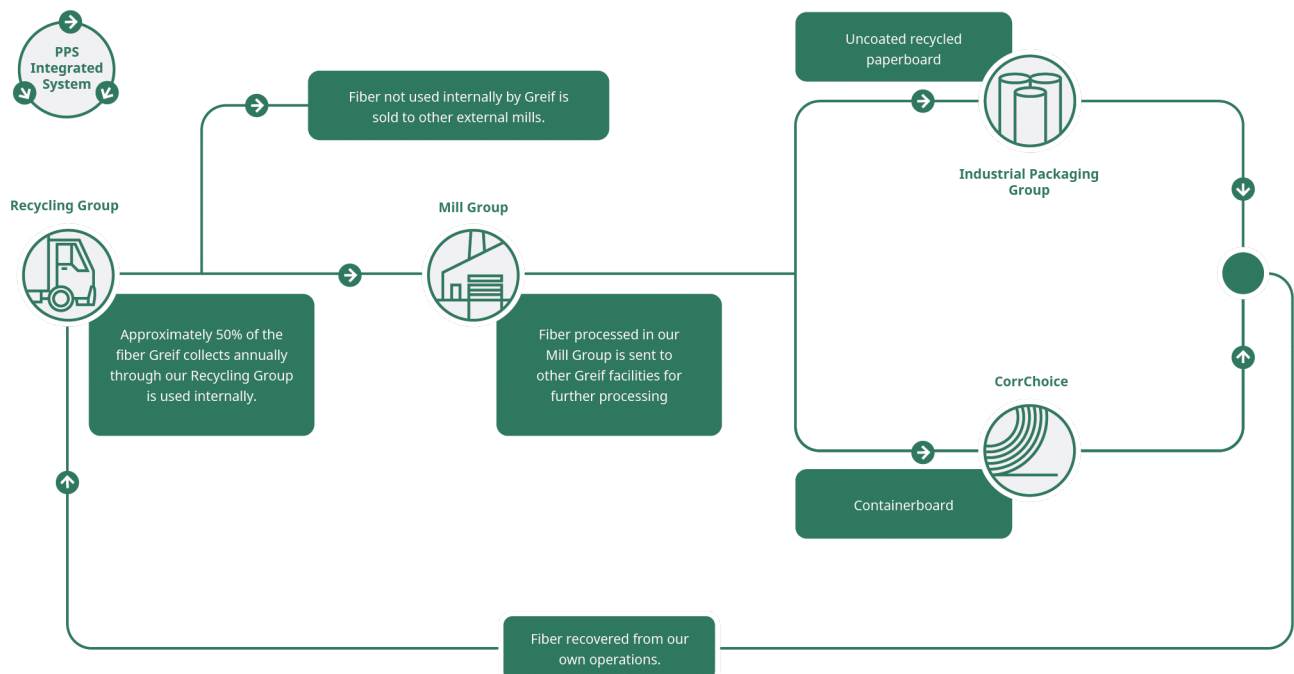 PPS
Integrated
System
Fiber not used internally by Greif is
sold to other external mills.
Uncoated recycled
paperboard
Industrial Packaging
Group
Recycling Group
Mill Group
Approximately 50% of the
fiber Greif collects annually
through our Recycling Group
is used internally.
Fiber processed in our
Mill Group is sent to
other Greif facilities for
further processing
CorrChoice
Containerboard
Fiber recovered from our
own operations.